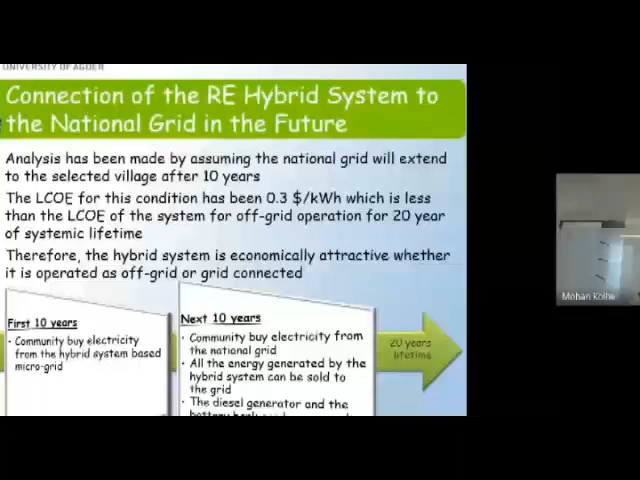 UNIVERSITY OF AGDER
Connection of the RE Hybrid System to
the National Grid in the Future
Analysis has been made by assuming the national grid will extend
to the selected village after 10 years
The LCOE for this condition has been 0.3 $/kWh which is less
than the LCOE of the system for off-grid operation for 20 year
of systemic lifetime
Therefore, the hybrid system is economically attractive whether
it is operated as off-grid or grid connected
First 10 years
• Community buy electricity
from the hybrid system based
micro-grid
Next 10 years
• Community buy electricity from
the national grid
• All the energy generated by the
hybrid system can be sold to
the grid
• The diesel generator and the
20 years
lifetime
Mohan Kolhe